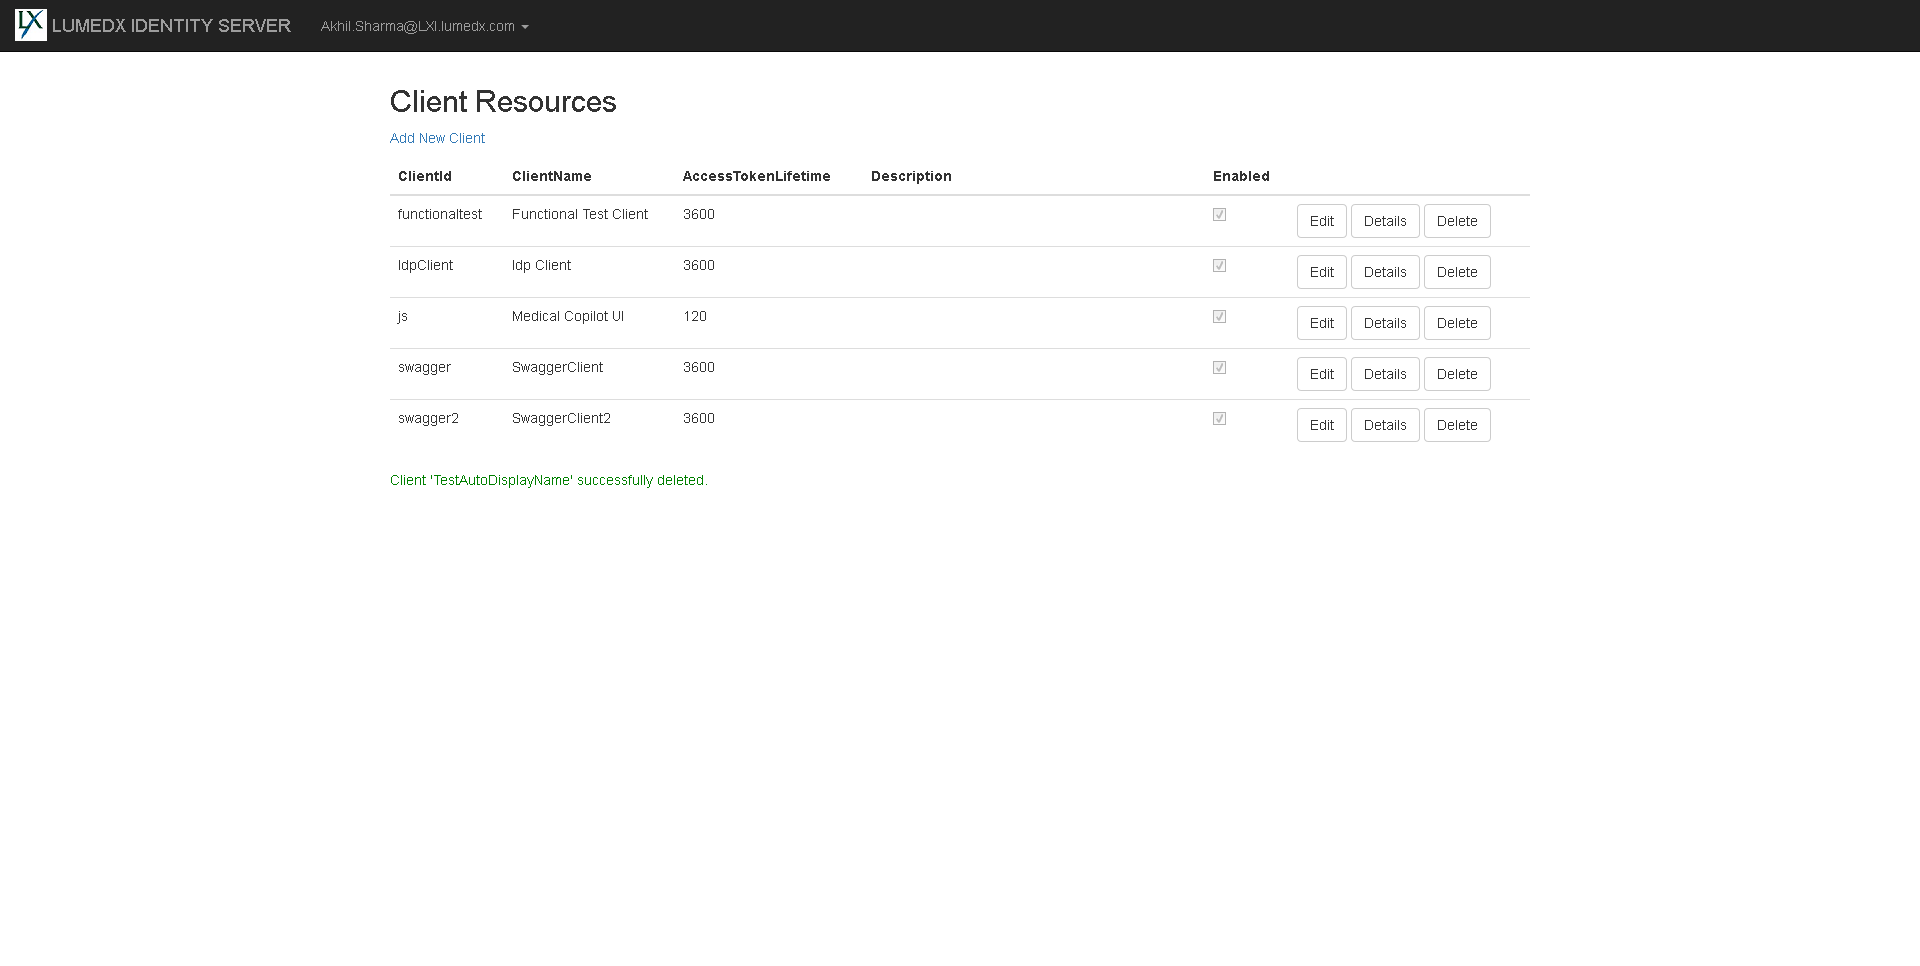 LX LUMEDX IDENTITY SERVER Akhil.Sharma@LXI.lumedx.com
Client Resources
Add New Client
ClientId ClientName AccessTokenLifetime Description Enabled
functionaltest Functional Test Client 3600 Edit Details Delete
IdpClient Idp Client 3600 Edit Details Delete
js Medical Copilot UI 120 Edit Details Delete
swagger SwaggerClient 3600 Edit Details Delete
swagger2 SwaggerClient2 3600 Edit Details Delete
Client 'TestAutoDisplayName' successfully deleted.